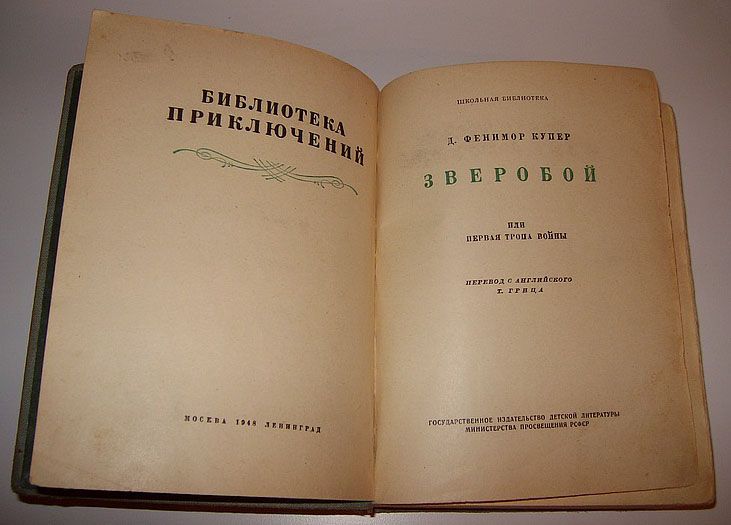 БИБЛИОТЕКА
ПРИКЛЮЧЕНИЙ
МОСКВА 1948 ЛЕНИНГРАД
ШКОЛЬНАЯ БИБЛИОТЕКА
Д. ФЕНИМОР КУПЕР
ЗВЕРОБОЙ
ИЛИ
ПЕРВАЯ ТРОПА ВОЙНЫ
ПЕРЕВОД С АНГЛИЙСКОГО
Т. ГРИЦА
ГОСУДАРСТВЕННОЕ ИЗДАТЕЛЬСТВО ДЕТСКОЙ ЛИТЕРАТУРЫ
МИНИСТЕРСТВА ПРОСВЕЩЕНИЯ РСФСР